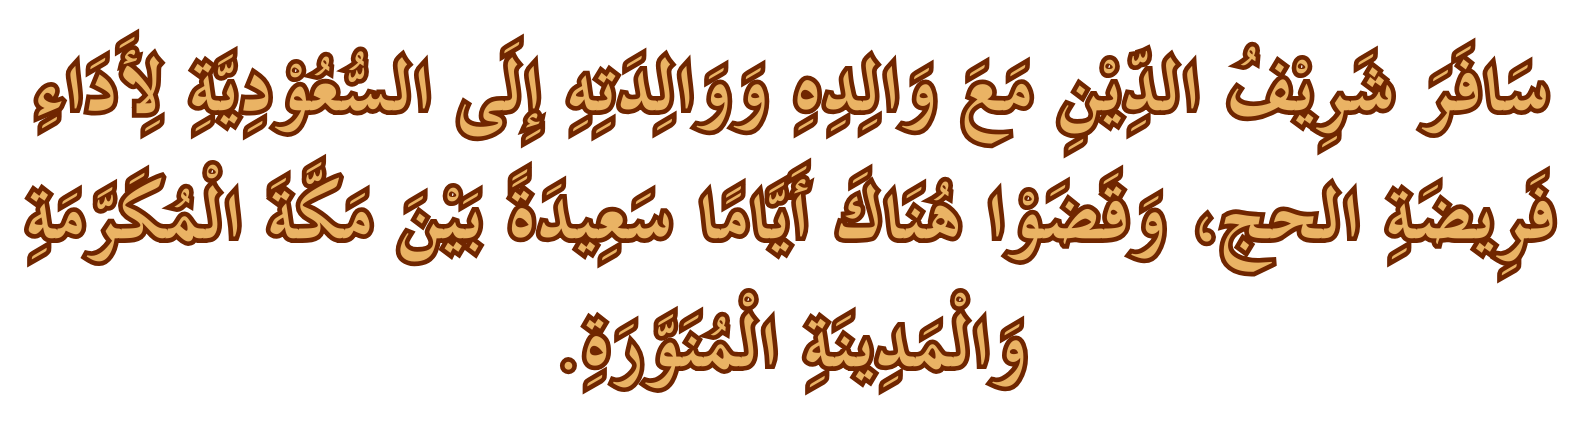 سَافَرَ شَرِيْفُ الدِّيْنِ مَعَ وَالِدِهِ وَوَالِدَتِهِ إِلَى السُّعُوْدِيَّةِ لِأَدَاءِ
فَرِيضَةِ الحج، وَقَضَوْا هُنَاكَ أَيَّامًا سَعِيدَةً بَيْنَ مَكَّةَ الْمُكَرَّمَةِ
وَالْمَدِينَةِ الْمُنَوَّرَةِ.